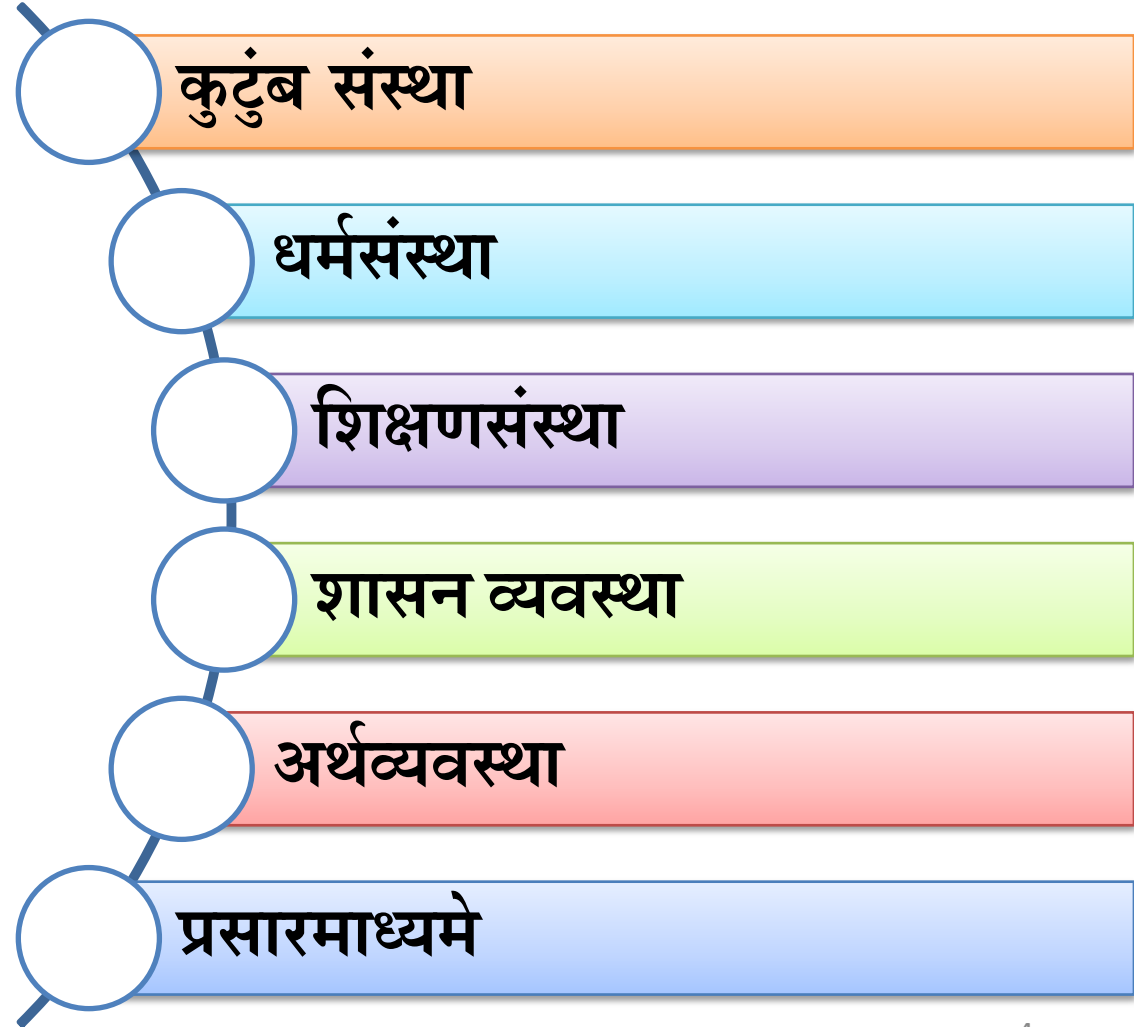 कुटुंब संस्था
धर्मसंस्था
शिक्षणसंस्था
शासन व्यवस्था
अर्थव्यवस्था
प्रसारमाध्यमे